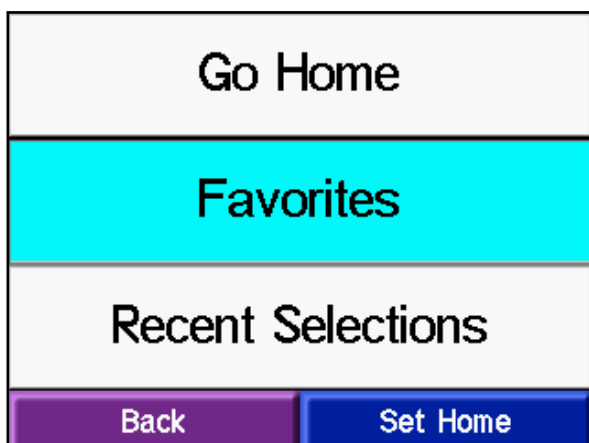 Go Home
Favorites
Recent Selections
Back
Set Home